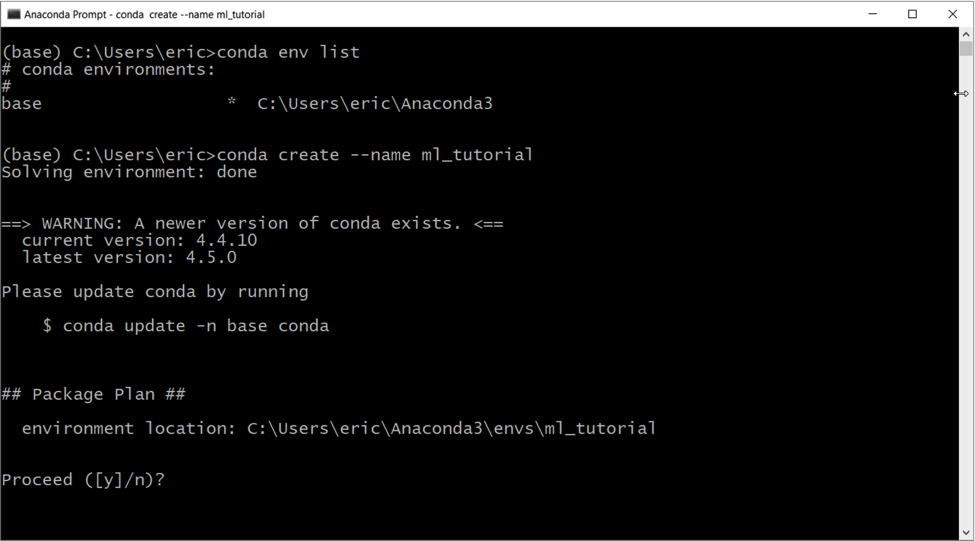 Anaconda Prompt - conda  create --name ml_tutorial
(base) C:\Users\eric>conda env list
# conda environments:
#
base                  *  C:\Users\eric\Anaconda3
(base) C:\Users\eric>conda create --name ml_tutorial
Solving environment: done
==> WARNING: A newer version of conda exists. <==
  current version: 4.4.10
  latest version: 4.5.0
Please update conda by running
    $ conda update -n base conda
## Package Plan ##
  environment location: C:\Users\eric\Anaconda3\envs\ml_tutorial
Proceed ([y]/n)?